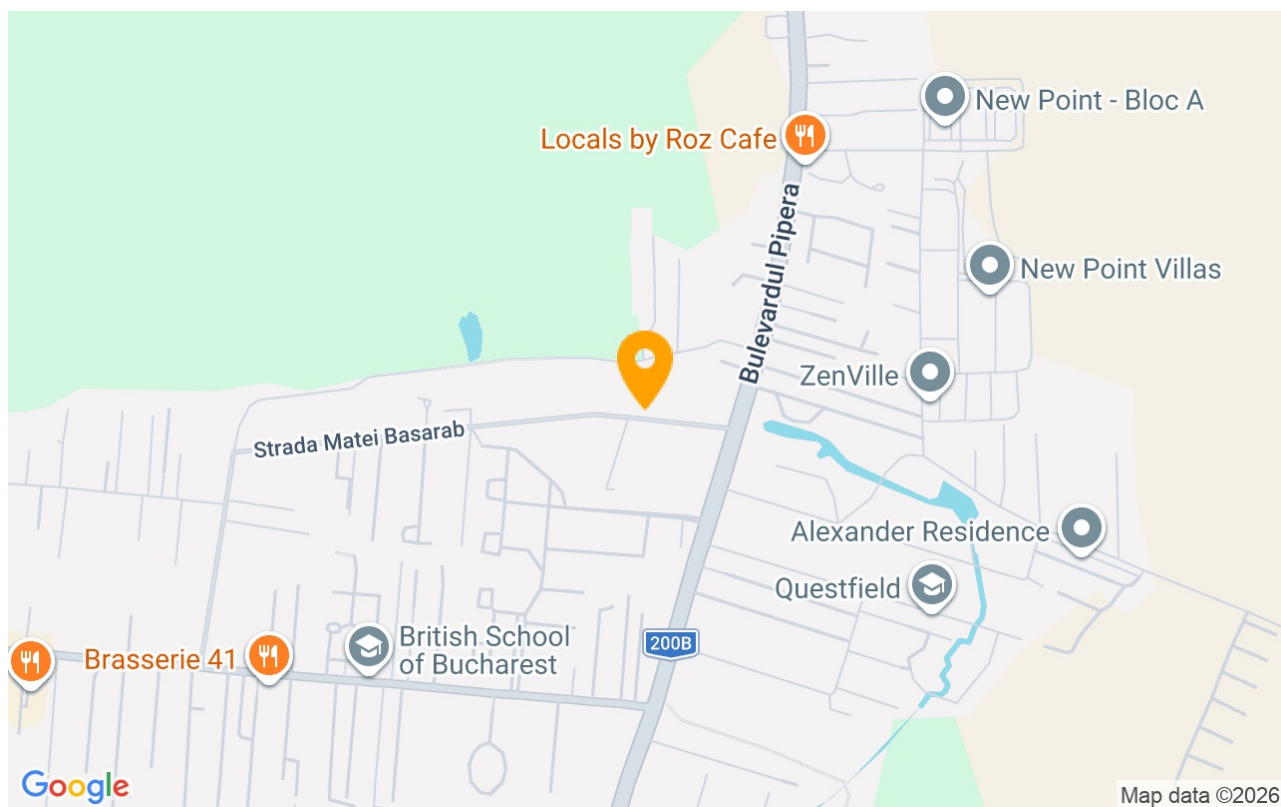 New Point - Bloc A
Locals by Roz Cafe
Bulevardul Pipera
New Point Villas
ZenVille
Strada Matei Basarab
Alexander Residence
Questfield
British School
of Bucharest
200B
Brasserie 41
Google
Map data ©2026